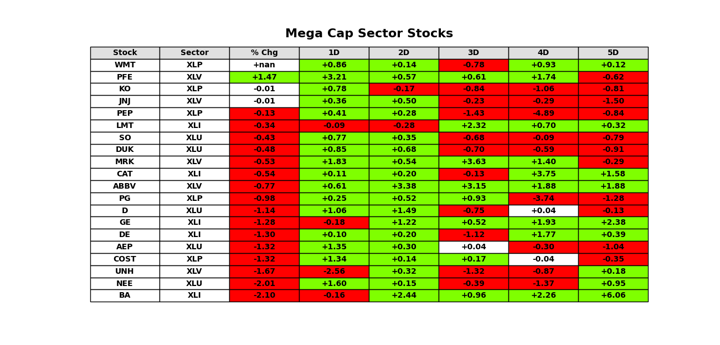 Mega Cap Sector Stocks
Stock Sector % Chg 1D 2D 3D 4D 5D
WMT XLP +nan +0.86 +0.14 -0.78 +0.93 +0.12
PFE XLV +1.47 +3.21 +0.57 +0.61 +1.74 -0.62
KO XLP -0.01 +0.78 -0.17 -0.84 -1.06 -0.81
JNJ XLV -0.01 +0.36 +0.50 -0.23 -0.29 -1.50
PEP XLP -0.13 +0.41 +0.28 -1.43 -4.89 -0.84
LMT XLI -0.34 -0.09 -0.28 +2.32 +0.70 +0.32
SO XLU -0.43 +0.77 +0.35 -0.68 -0.09 -0.79
DUK XLU -0.48 +0.85 +0.68 -0.70 -0.59 -0.91
MRK XLV -0.53 +1.83 +0.54 +3.63 +1.40 -0.29
CAT XLI -0.54 +0.11 +0.20 -0.13 +3.75 +1.58
ABBV XLV -0.77 +0.61 +3.38 +3.15 +1.88 +1.88
PG XLP -0.98 +0.25 +0.52 +0.93 -3.74 -1.28
D XLU -1.14 +1.06 +1.49 -0.75 +0.04 -0.13
GE XLI -1.28 -0.18 +1.22 +0.52 +1.93 +2.38
DE XLI -1.30 +0.10 +0.20 -1.12 +1.77 +0.39
AEP XLU -1.32 +1.35 +0.30 +0.04 -0.30 -1.04
COST XLP -1.32 +1.34 +0.14 +0.17 -0.04 -0.35
UNH XLV -1.67 -2.56 +0.32 -1.32 -0.87 +0.18
NEE XLU -2.01 +1.60 +0.15 -0.39 -1.37 +0.95
BA XLI -2.10 -0.16 +2.44 +0.96 +2.26 +6.06